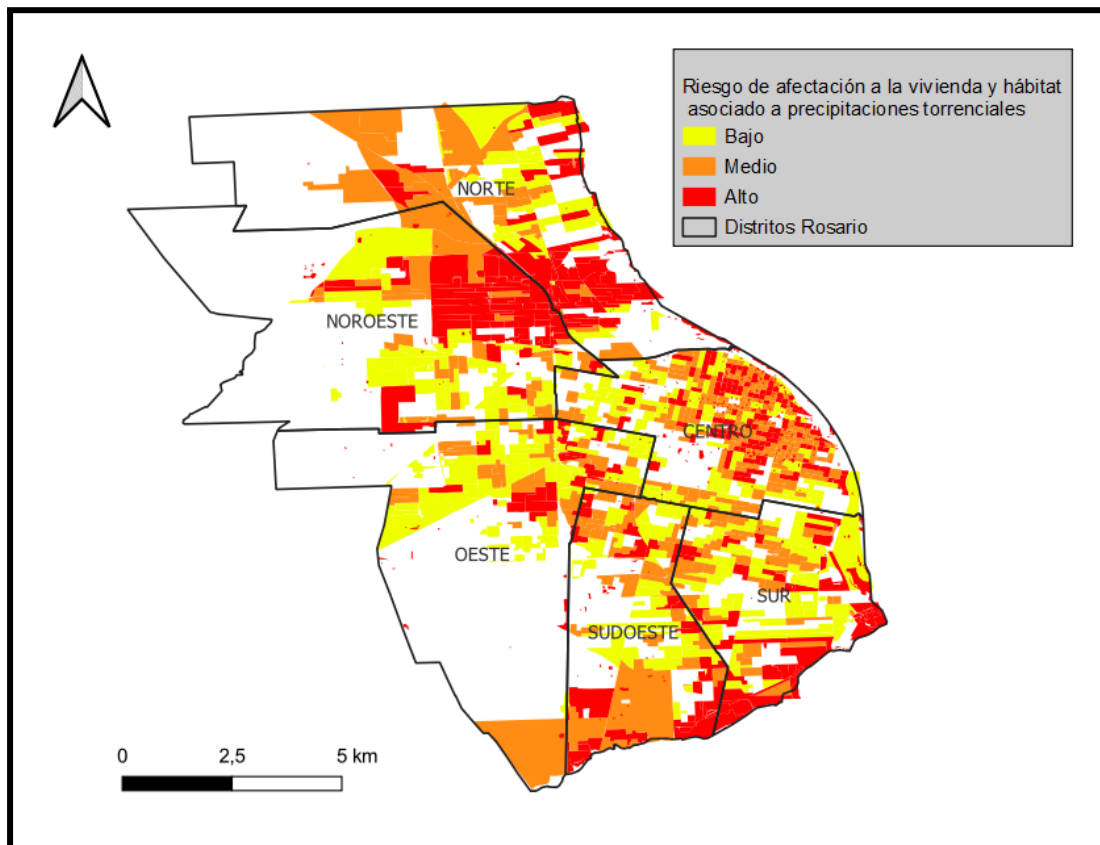 Riesgo de afectación a la vivienda y hábitat
asociado a precipitaciones torrenciales
Bajo
Medio
Alto
Distritos Rosario
NORTE
NOROESTE
CENTRO
OESTE
SUR
SUDOESTE
0 2,5 5 km